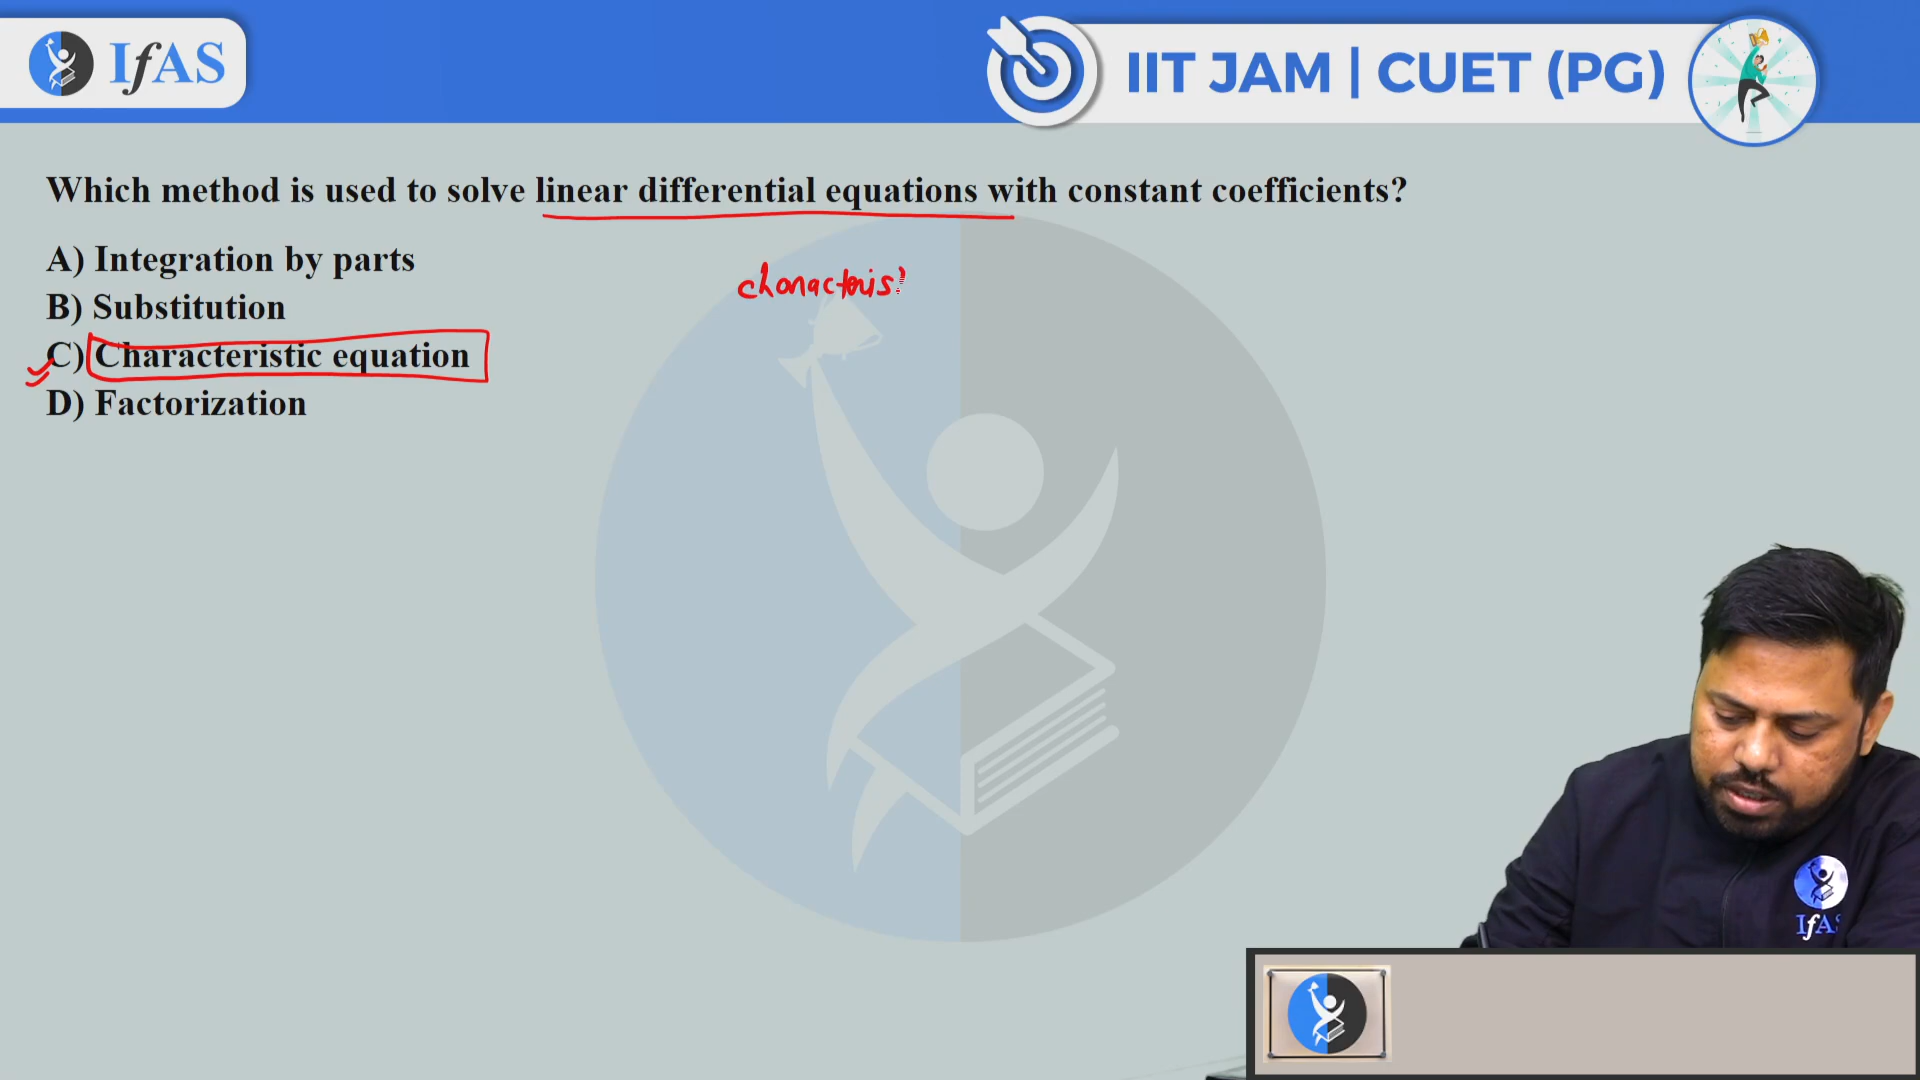 IfAS
IIT JAM | CUET (PG)
Which method is used to solve linear differential equations with constant coefficients?
A) Integration by parts
B) Substitution
C) Characteristic equation
D) Factorization
characteris
IfAS